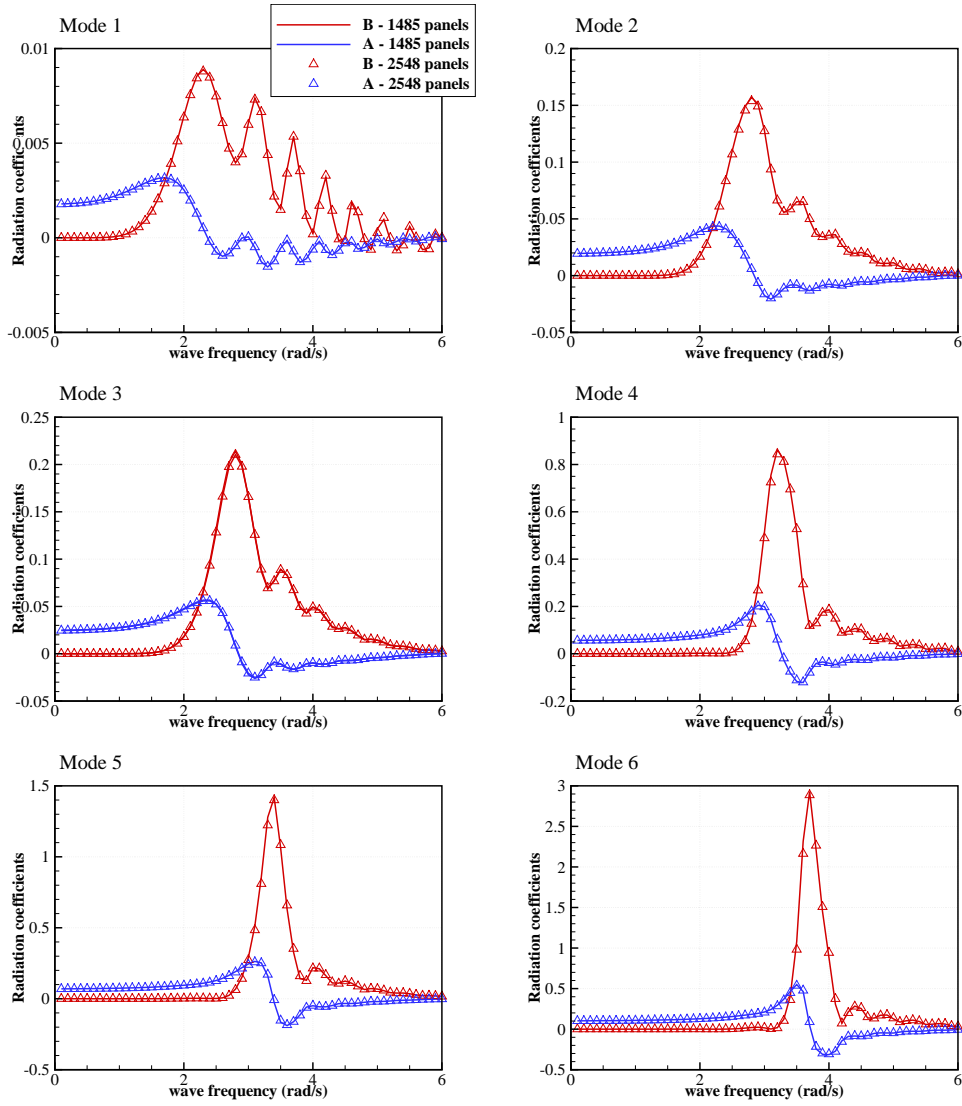 Mode 1
B - 1485 panels
A - 1485 panels
B - 2548 panels
A - 2548 panels
Radiation coefficients
0.01
0.005
0
-0.005
0 2 4 6
wave frequency (rad/s)
Mode 2
Radiation coefficients
0.2
0.15
0.1
0.05
0
-0.05
0 2 4 6
wave frequency (rad/s)
Mode 3
Radiation coefficients
0.25
0.2
0.15
0.1
0.05
0
-0.05
0 2 4 6
wave frequency (rad/s)
Mode 4
Radiation coefficients
1
0.8
0.6
0.4
0.2
0
-0.2
0 2 4 6
wave frequency (rad/s)
Mode 5
Radiation coefficients
1.5
1
0.5
0
-0.5
0 2 4 6
wave frequency (rad/s)
Mode 6
Radiation coefficients
3
2.5
2
1.5
1
0.5
0
-0.5
0 2 4 6
wave frequency (rad/s)